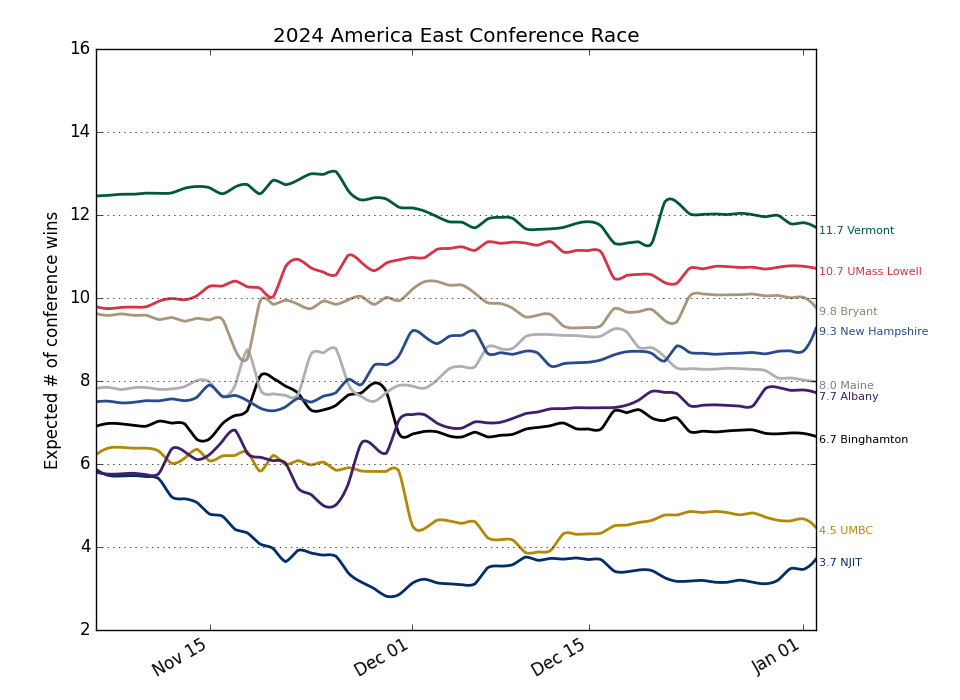 2024 America East Conference Race
Expected # of conference wins
16
14
12
10
8
6
4
2
11.7 Vermont
10.7 UMass Lowell
9.8 Bryant
9.3 New Hampshire
8.0 Maine
7.7 Albany
6.7 Binghamton
4.5 UMBC
3.7 NJIT
Nov 15
Dec 01
Dec 15
Jan 01